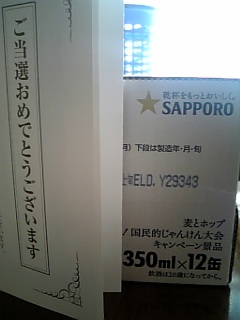 ご当選おめでとうございます
乾杯をもっとおいしく。
SAPPORO
月) 下段は製造年・月・旬
ELD. Y29343
麦とホップ
! 国民的じゃんけん大会
キャンペーン景品
350ml×12缶
飲酒は20歳になってから。